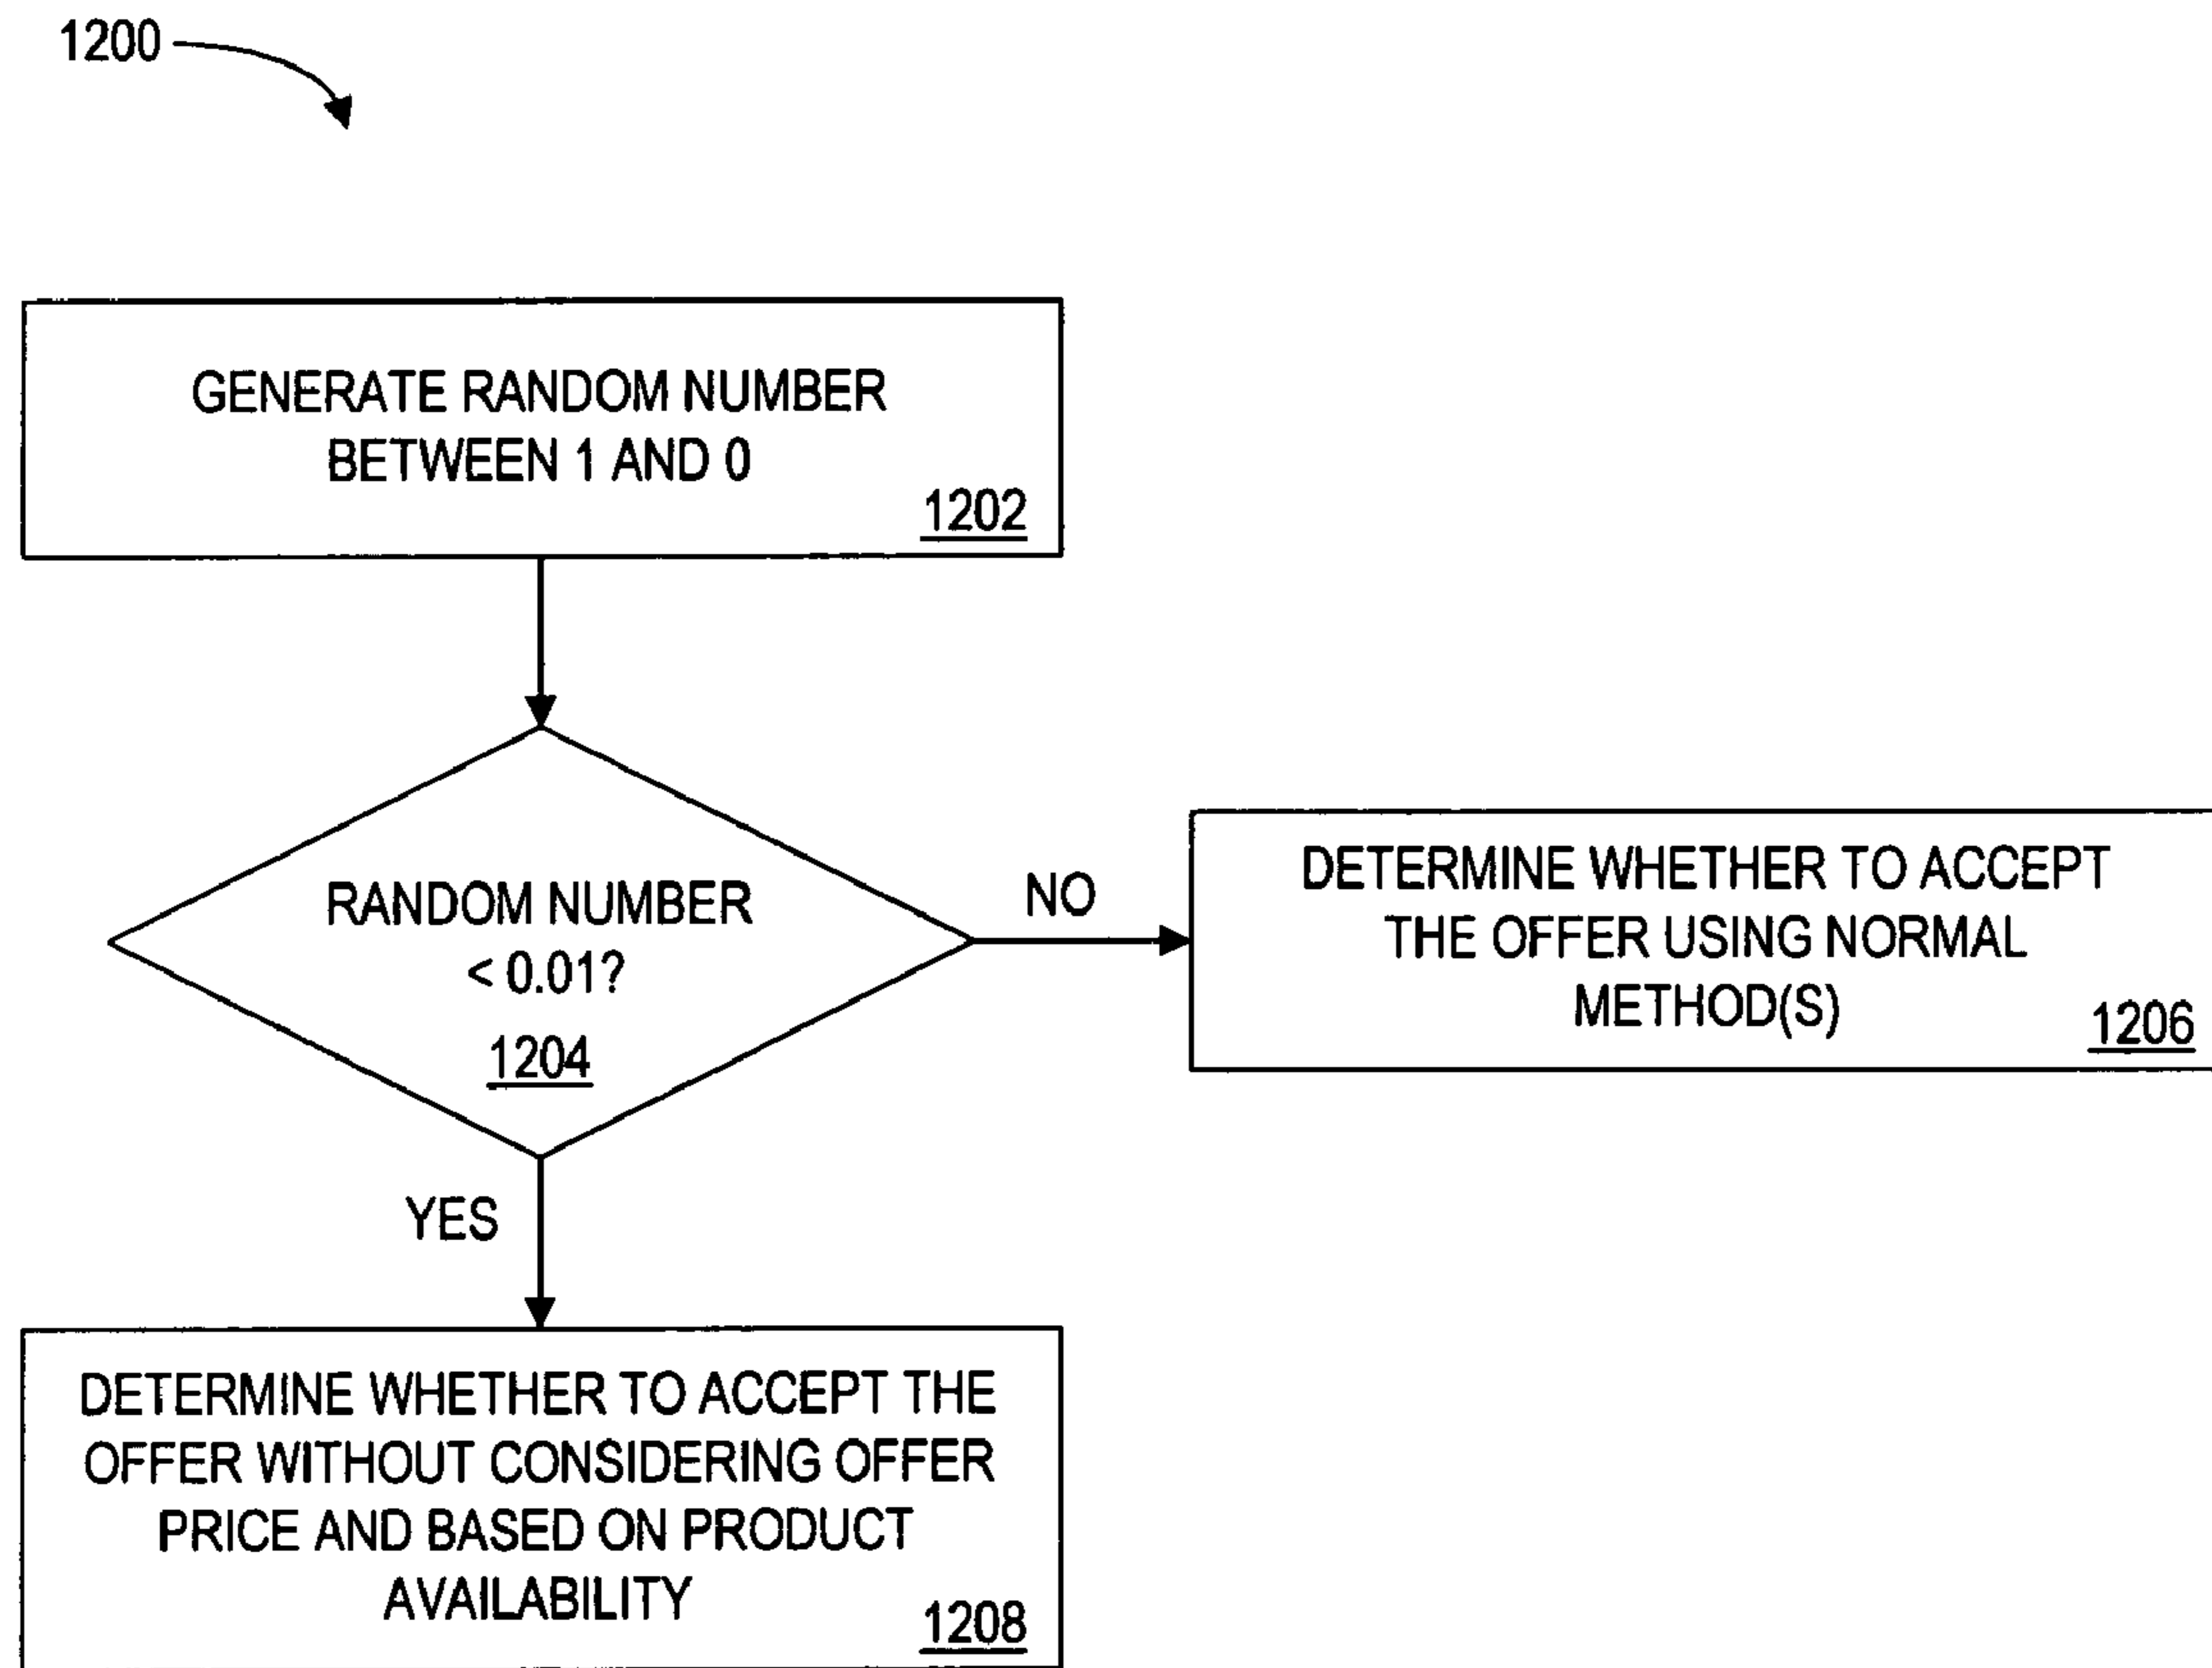 1200
GENERATE RANDOM NUMBER
BETWEEN 1 AND 0
1202
RANDOM NUMBER
< 0.01?
1204
NO
DETERMINE WHETHER TO ACCEPT
THE OFFER USING NORMAL
METHOD(S)
1206
YES
DETERMINE WHETHER TO ACCEPT THE
OFFER WITHOUT CONSIDERING OFFER
PRICE AND BASED ON PRODUCT
AVAILABILITY
1208